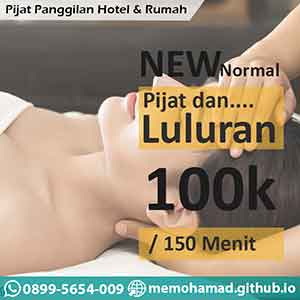 Pijat Panggilan Hotel & Rumah
NEW Normal
Pijat dan....
Luluran
100k
/ 150 Menit
0899-5654-009 memohamad.github.io